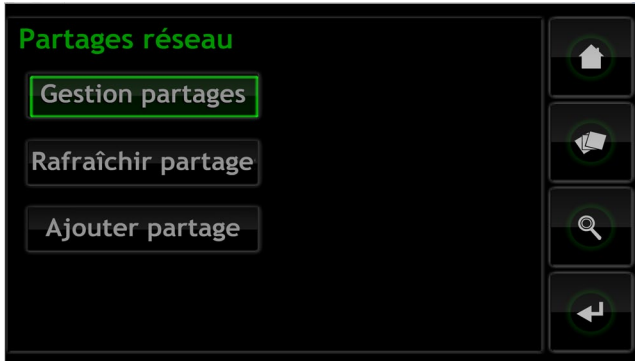 Partages réseau
Gestion partages
Rafraîchir partage
Ajouter partage